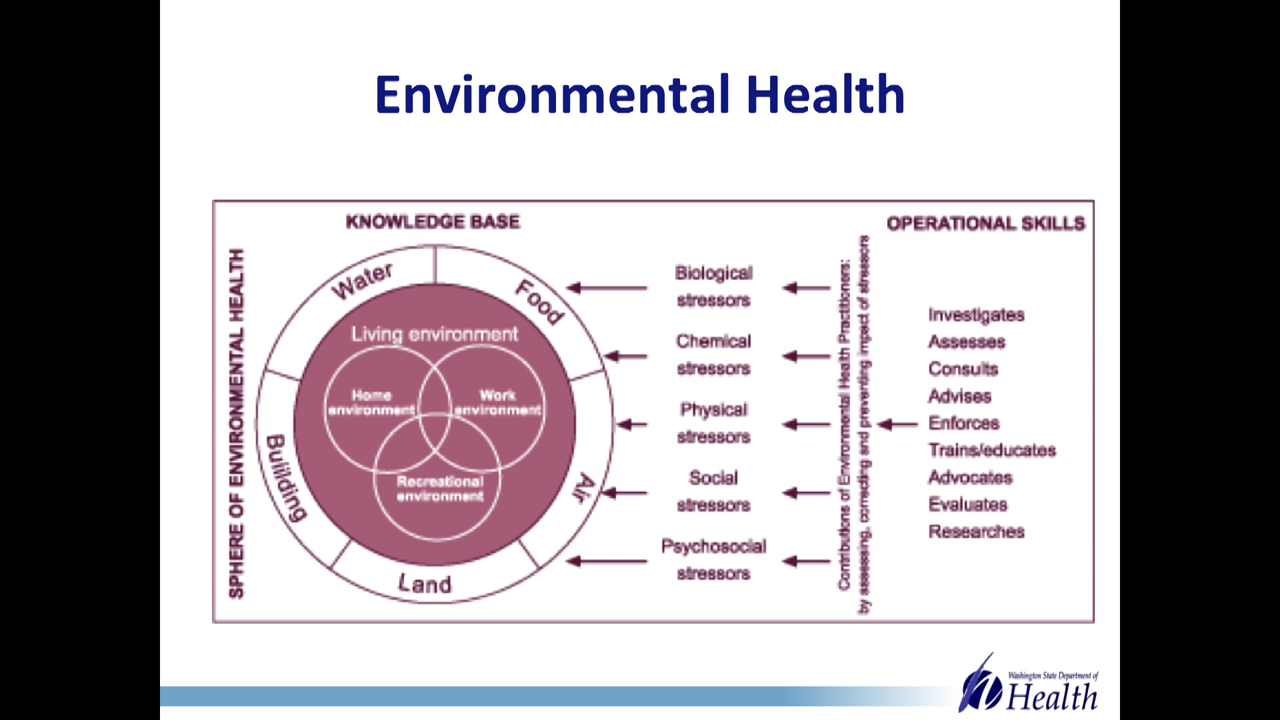 Environmental Health
KNOWLEDGE BASE
OPERATIONAL SKILLS
SPHERE OF ENVIRONMENTAL HEALTH
Water
Food
Air
Land
Builiding
Living environment
Home
environment
Work
environment
Recreational
environment
Biological
stressors
Chemical
stressors
Physical
stressors
Social
stressors
Psychosocial
stressors
Contributions of Environmental Health Practitioners:
by assessing, correcting and preventing impact of stressors
Investigates
Assesses
Consults
Advises
Enforces
Trains/educates
Advocates
Evaluates
Researches
Washington State Department of
Health